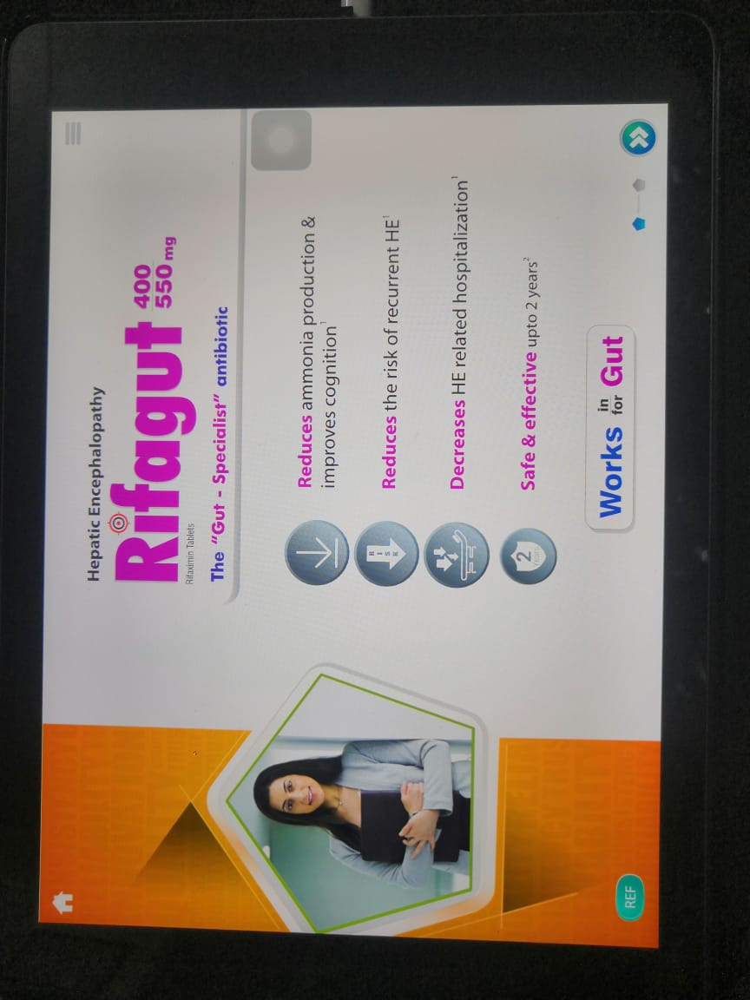 Hepatic Encephalopathy
Rifagut 400
550 mg
Rifaximin Tablets
The "Gut - Specialist" antibiotic
Reduces ammonia production &
improves cognition¹
RISK
Reduces the risk of recurrent HE¹
Decreases HE related hospitalization¹
2
Years
Safe & effective upto 2 years²
Works in
for Gut
REF